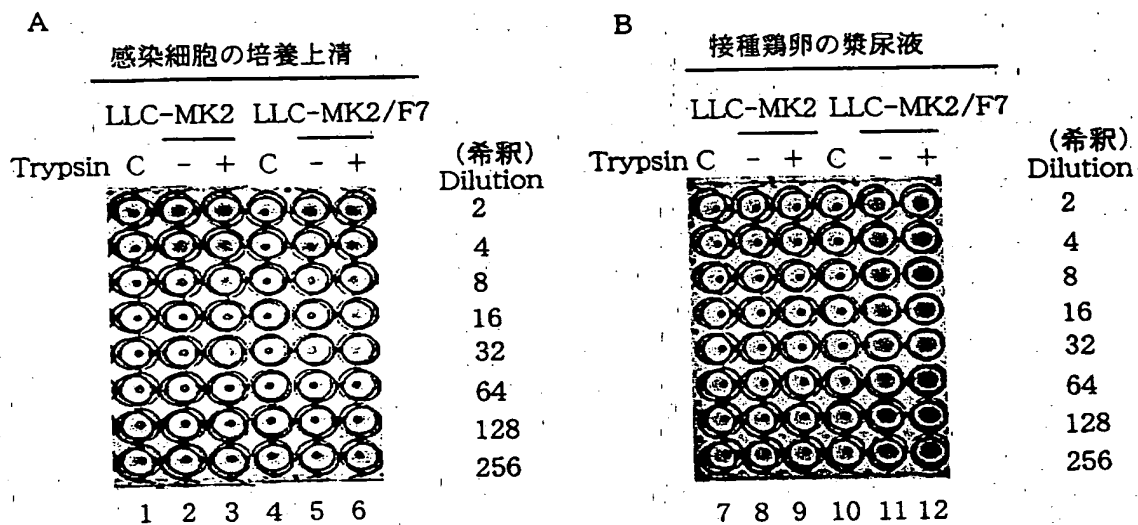 A
感染細胞の培養上清
LLC-MK2 LLC-MK2/F7
Trypsin C - + C - +
(希釈)
Dilution
2
4
8
16
32
64
128
256
1 2 3 4 5 6
B
接種鶏卵の漿尿液
LLC-MK2 LLC-MK2/F7
Trypsin C - + C - +
(希釈)
Dilution
2
4
8
16
32
64
128
256
7 8 9 10 11 12